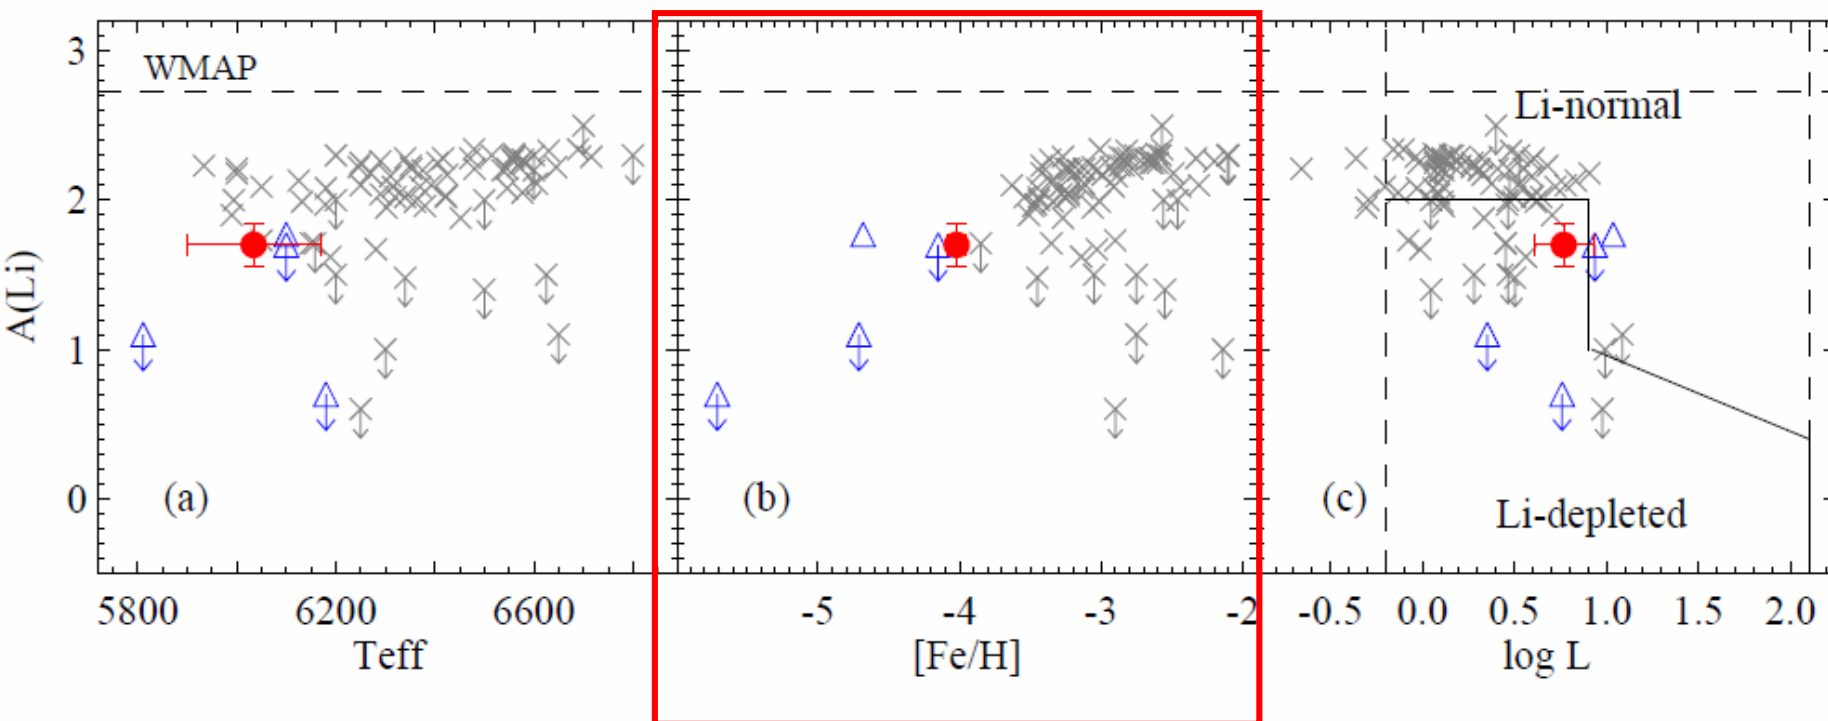 3
WMAP
Li-normal
2
A(Li)
1
0
(a)
(b)
(c)
Li-depleted
5800 6200 6600 -5 -4 -3 -2 -0.5 0.0 0.5 1.0 1.5 2.0
Teff [Fe/H] log L